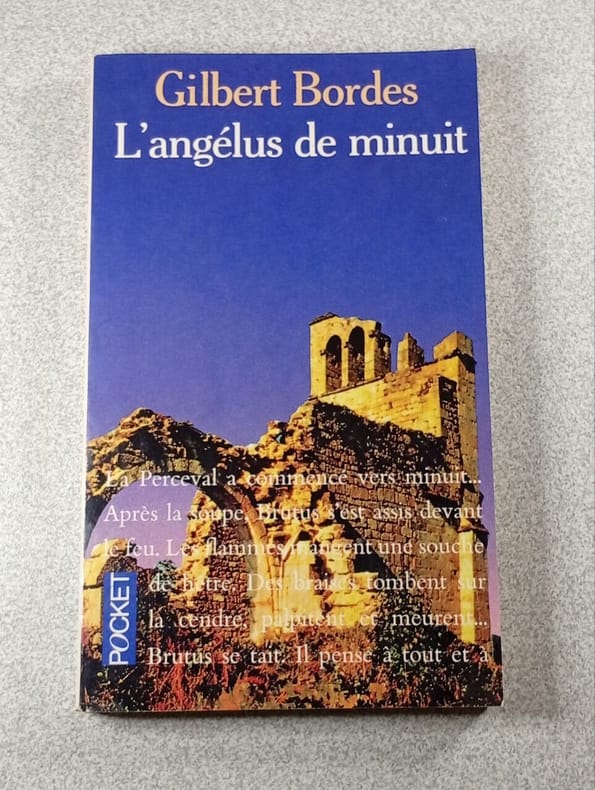 Gilbert Bordes
L'angélus de minuit
La Perceval a commencé vers minuit...
Après la soupe, Brutus s'est assis devant
le feu. Les flammes mangent une souche
de hêtre. Des braises tombent sur
la cendre, palpitent et meurent...
Brutus se tait. Il pense à tout et à
POCKET